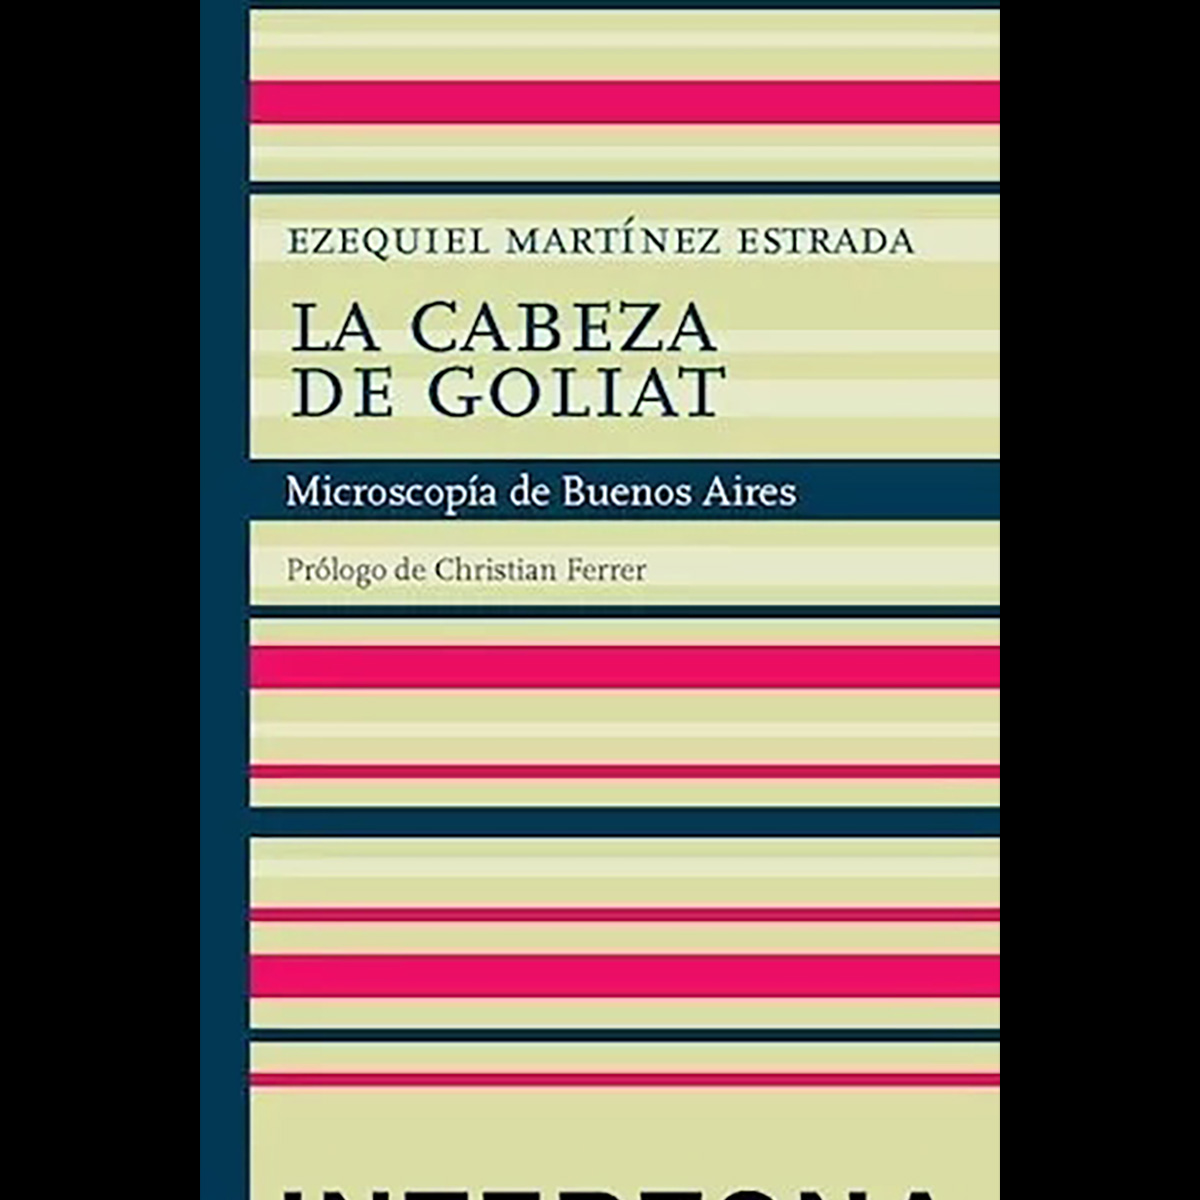 EZEQUIEL MARTÍNEZ ESTRADA
LA CABEZA
DE GOLIAT
Microscopía de Buenos Aires
Prólogo de Christian Ferrer